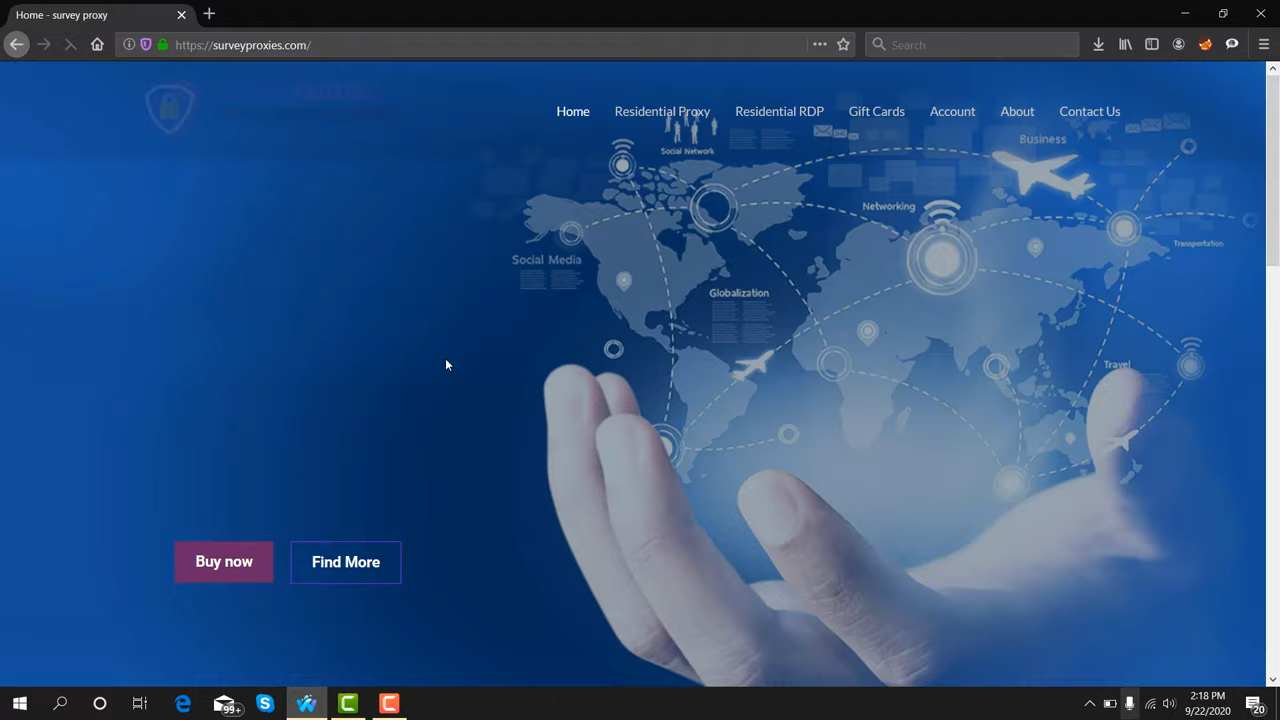 Home - survey proxy
https://surveyproxies.com/
Search
Home
Residential Proxy
Residential RDP
Gift Cards
Account
About
Contact Us
Business
Social Network
Networking
Transportation
Social Media
Globalization
Travel
Buy now
Find More
99+
2:18 PM
9/22/2020
20